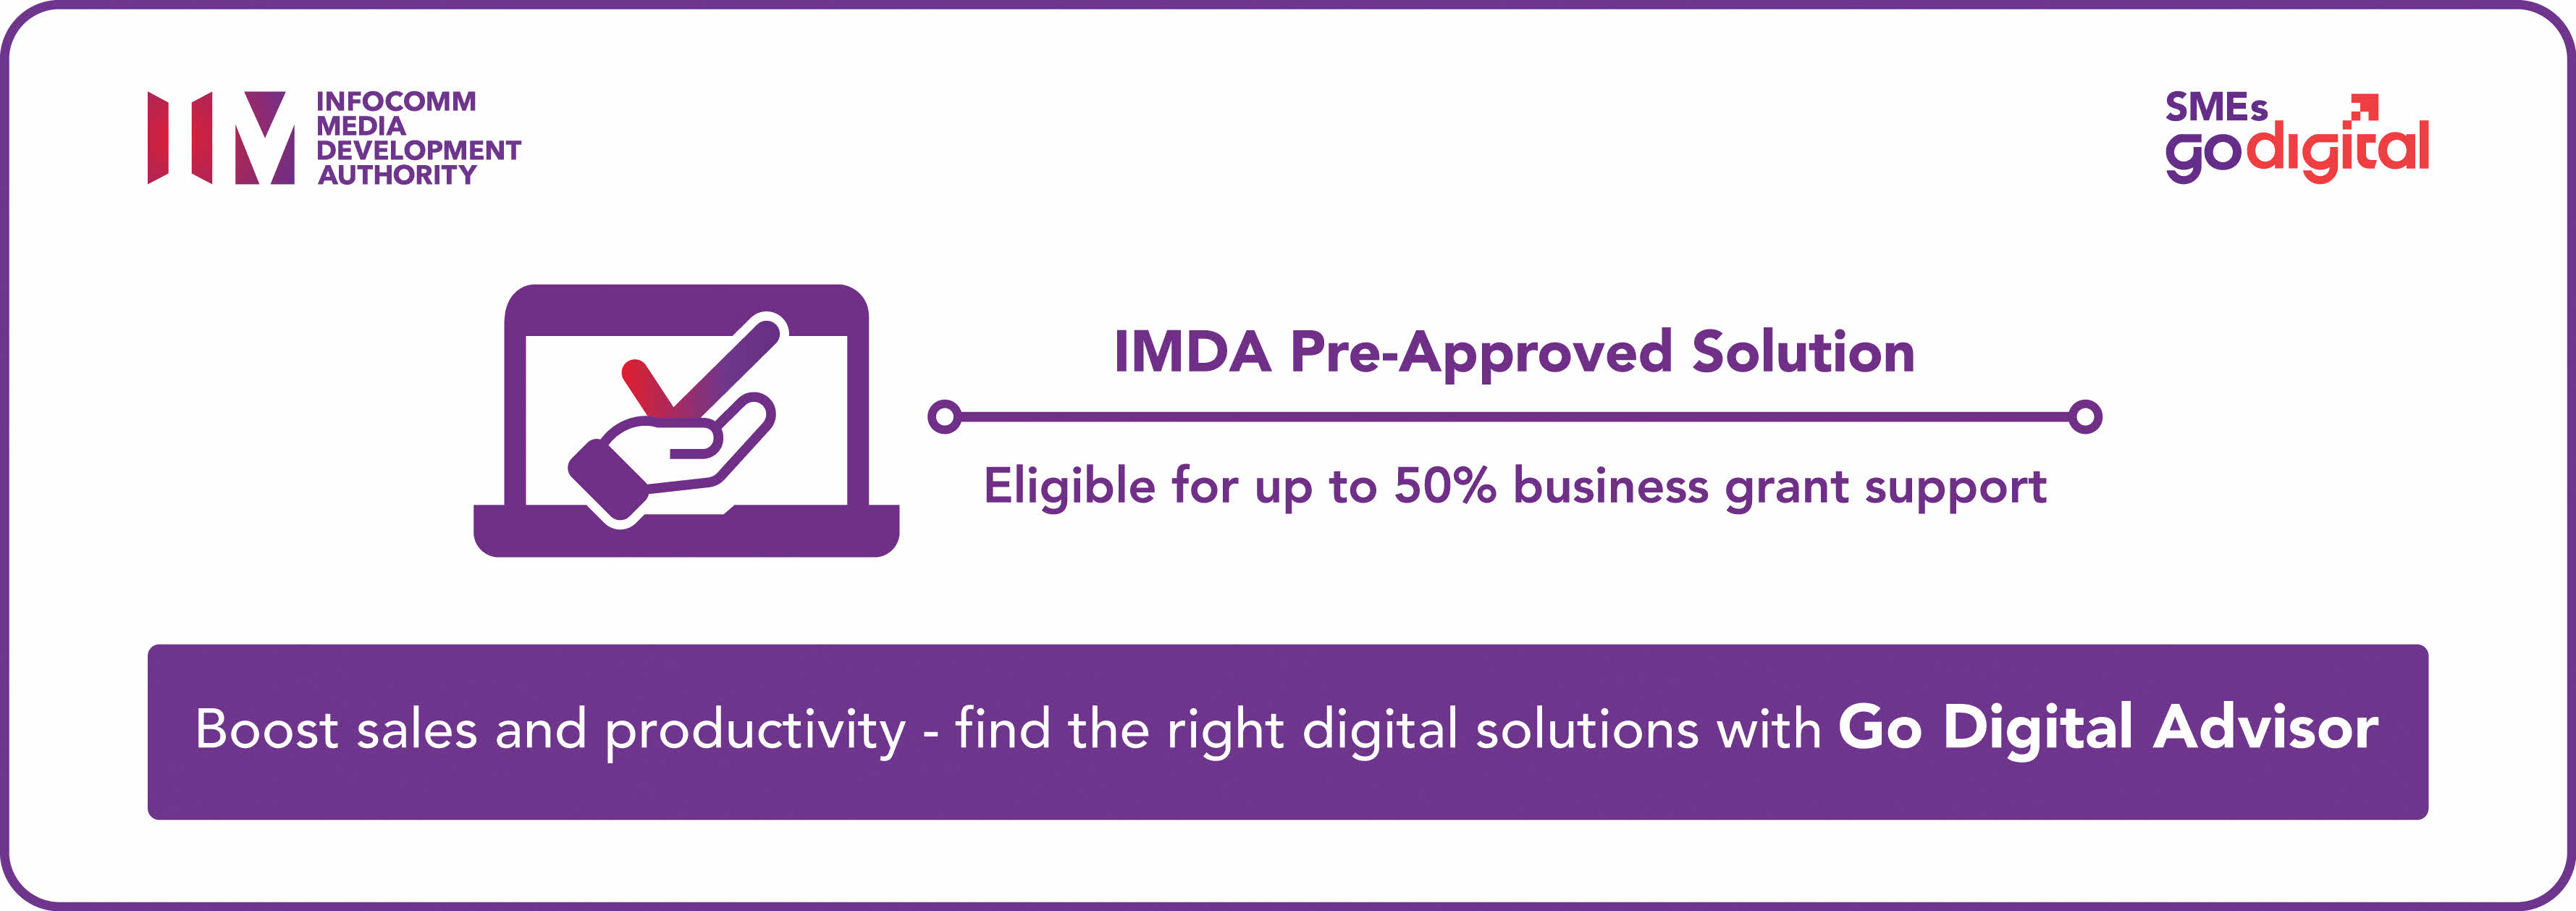 INFOCOMM
MEDIA
DEVELOPMENT
AUTHORITY
SMEs
godigital
IMDA Pre-Approved Solution
Eligible for up to 50% business grant support
Boost sales and productivity - find the right digital solutions with Go Digital Advisor